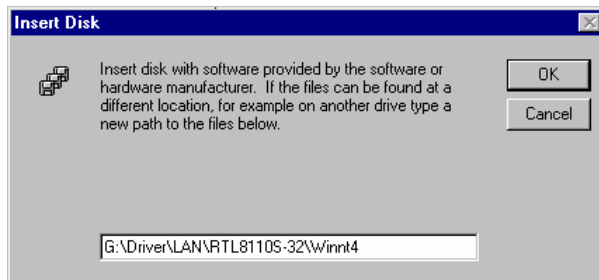 Insert Disk
Insert disk with software provided by the software or
hardware manufacturer. If the files can be found at a
different location, for example on another drive type a
new path to the files below.
OK
Cancel
G:\Driver\LAN\RTL8110S-32\Winnt4